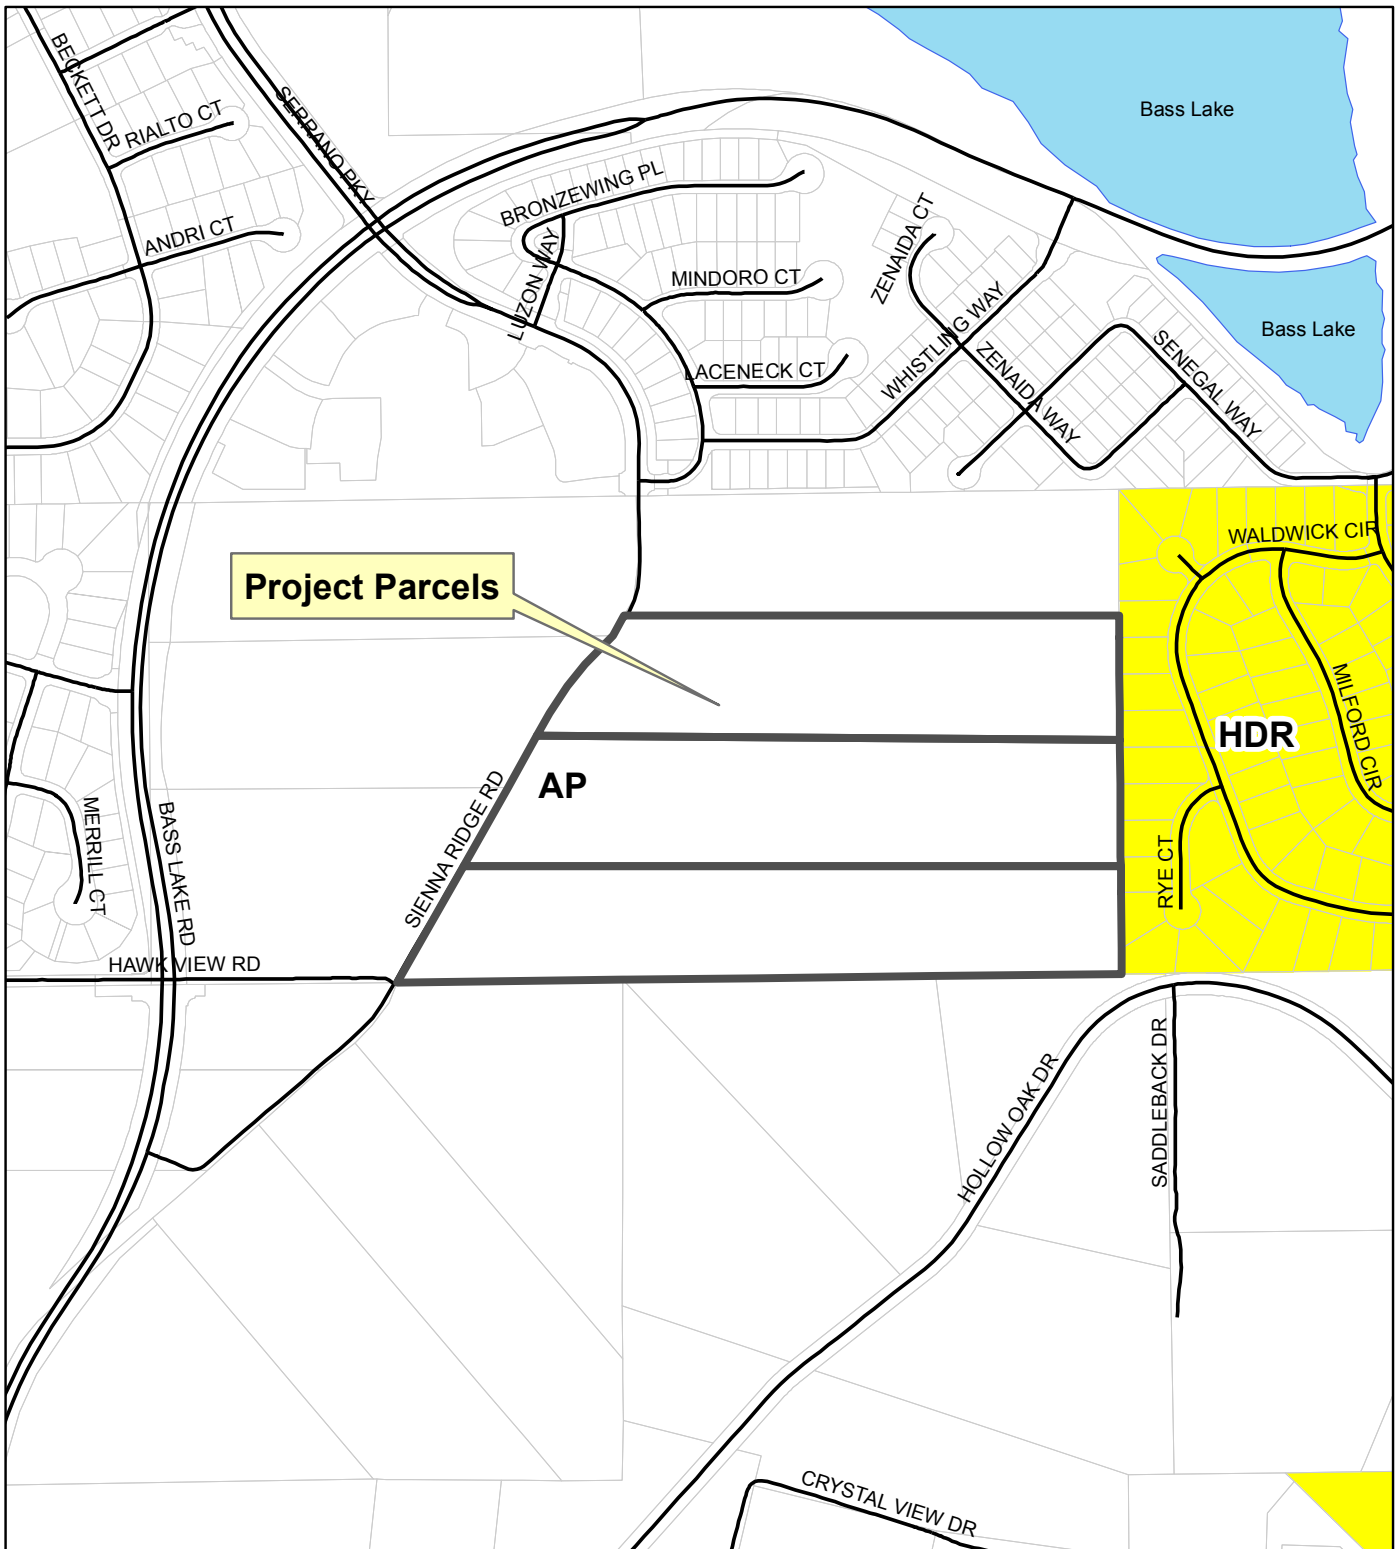 BECKETT DR
RIALTO CT
SERRANO PKY
Bass Lake
ANDRI CT
BRONZEWING PL
LUZON WAY
MINDORO CT
ZENAIDA CT
LACENECK CT
WHISTLING WAY
ZENAIDA WAY
SENEGAL WAY
Bass Lake
WALDWICK CIR
Project Parcels
MILFORD CIR
HDR
AP
SIENNA RIDGE RD
MERRILL CT
BASS LAKE RD
RYE CT
HAWK VIEW RD
HOLLOW OAK DR
SADDLEBACK DR
CRYSTAL VIEW DR